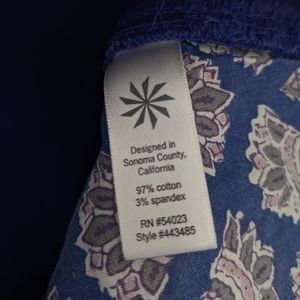 Designed in
Sonoma County,
California
97% cotton
3% spandex
RN #54023
Style #443485